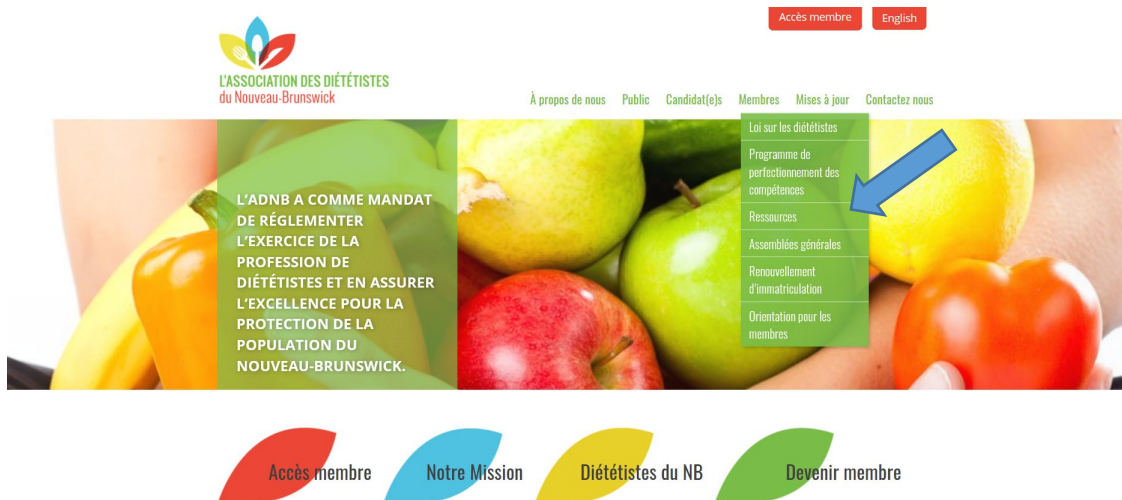 Accès membre
English
L'ASSOCIATION DES DIÉTÉTISTES
du Nouveau-Brunswick
À propos de nous
Public
Candidat(e)s
Membres
Mises à jour
Contactez nous
Loi sur les diététistes
Programme de
perfectionnement des
compétences
Ressources
Assemblées générales
Renouvellement
d'immatriculation
Orientation pour les
membres
L'ADNB A COMME MANDAT
DE RÉGLEMENTER
L'EXERCICE DE LA
PROFESSION DE
DIÉTÉTISTES ET EN ASSURER
L'EXCELLENCE POUR LA
PROTECTION DE LA
POPULATION DU
NOUVEAU-BRUNSWICK.
Accès membre
Notre Mission
Diététistes du NB
Devenir membre